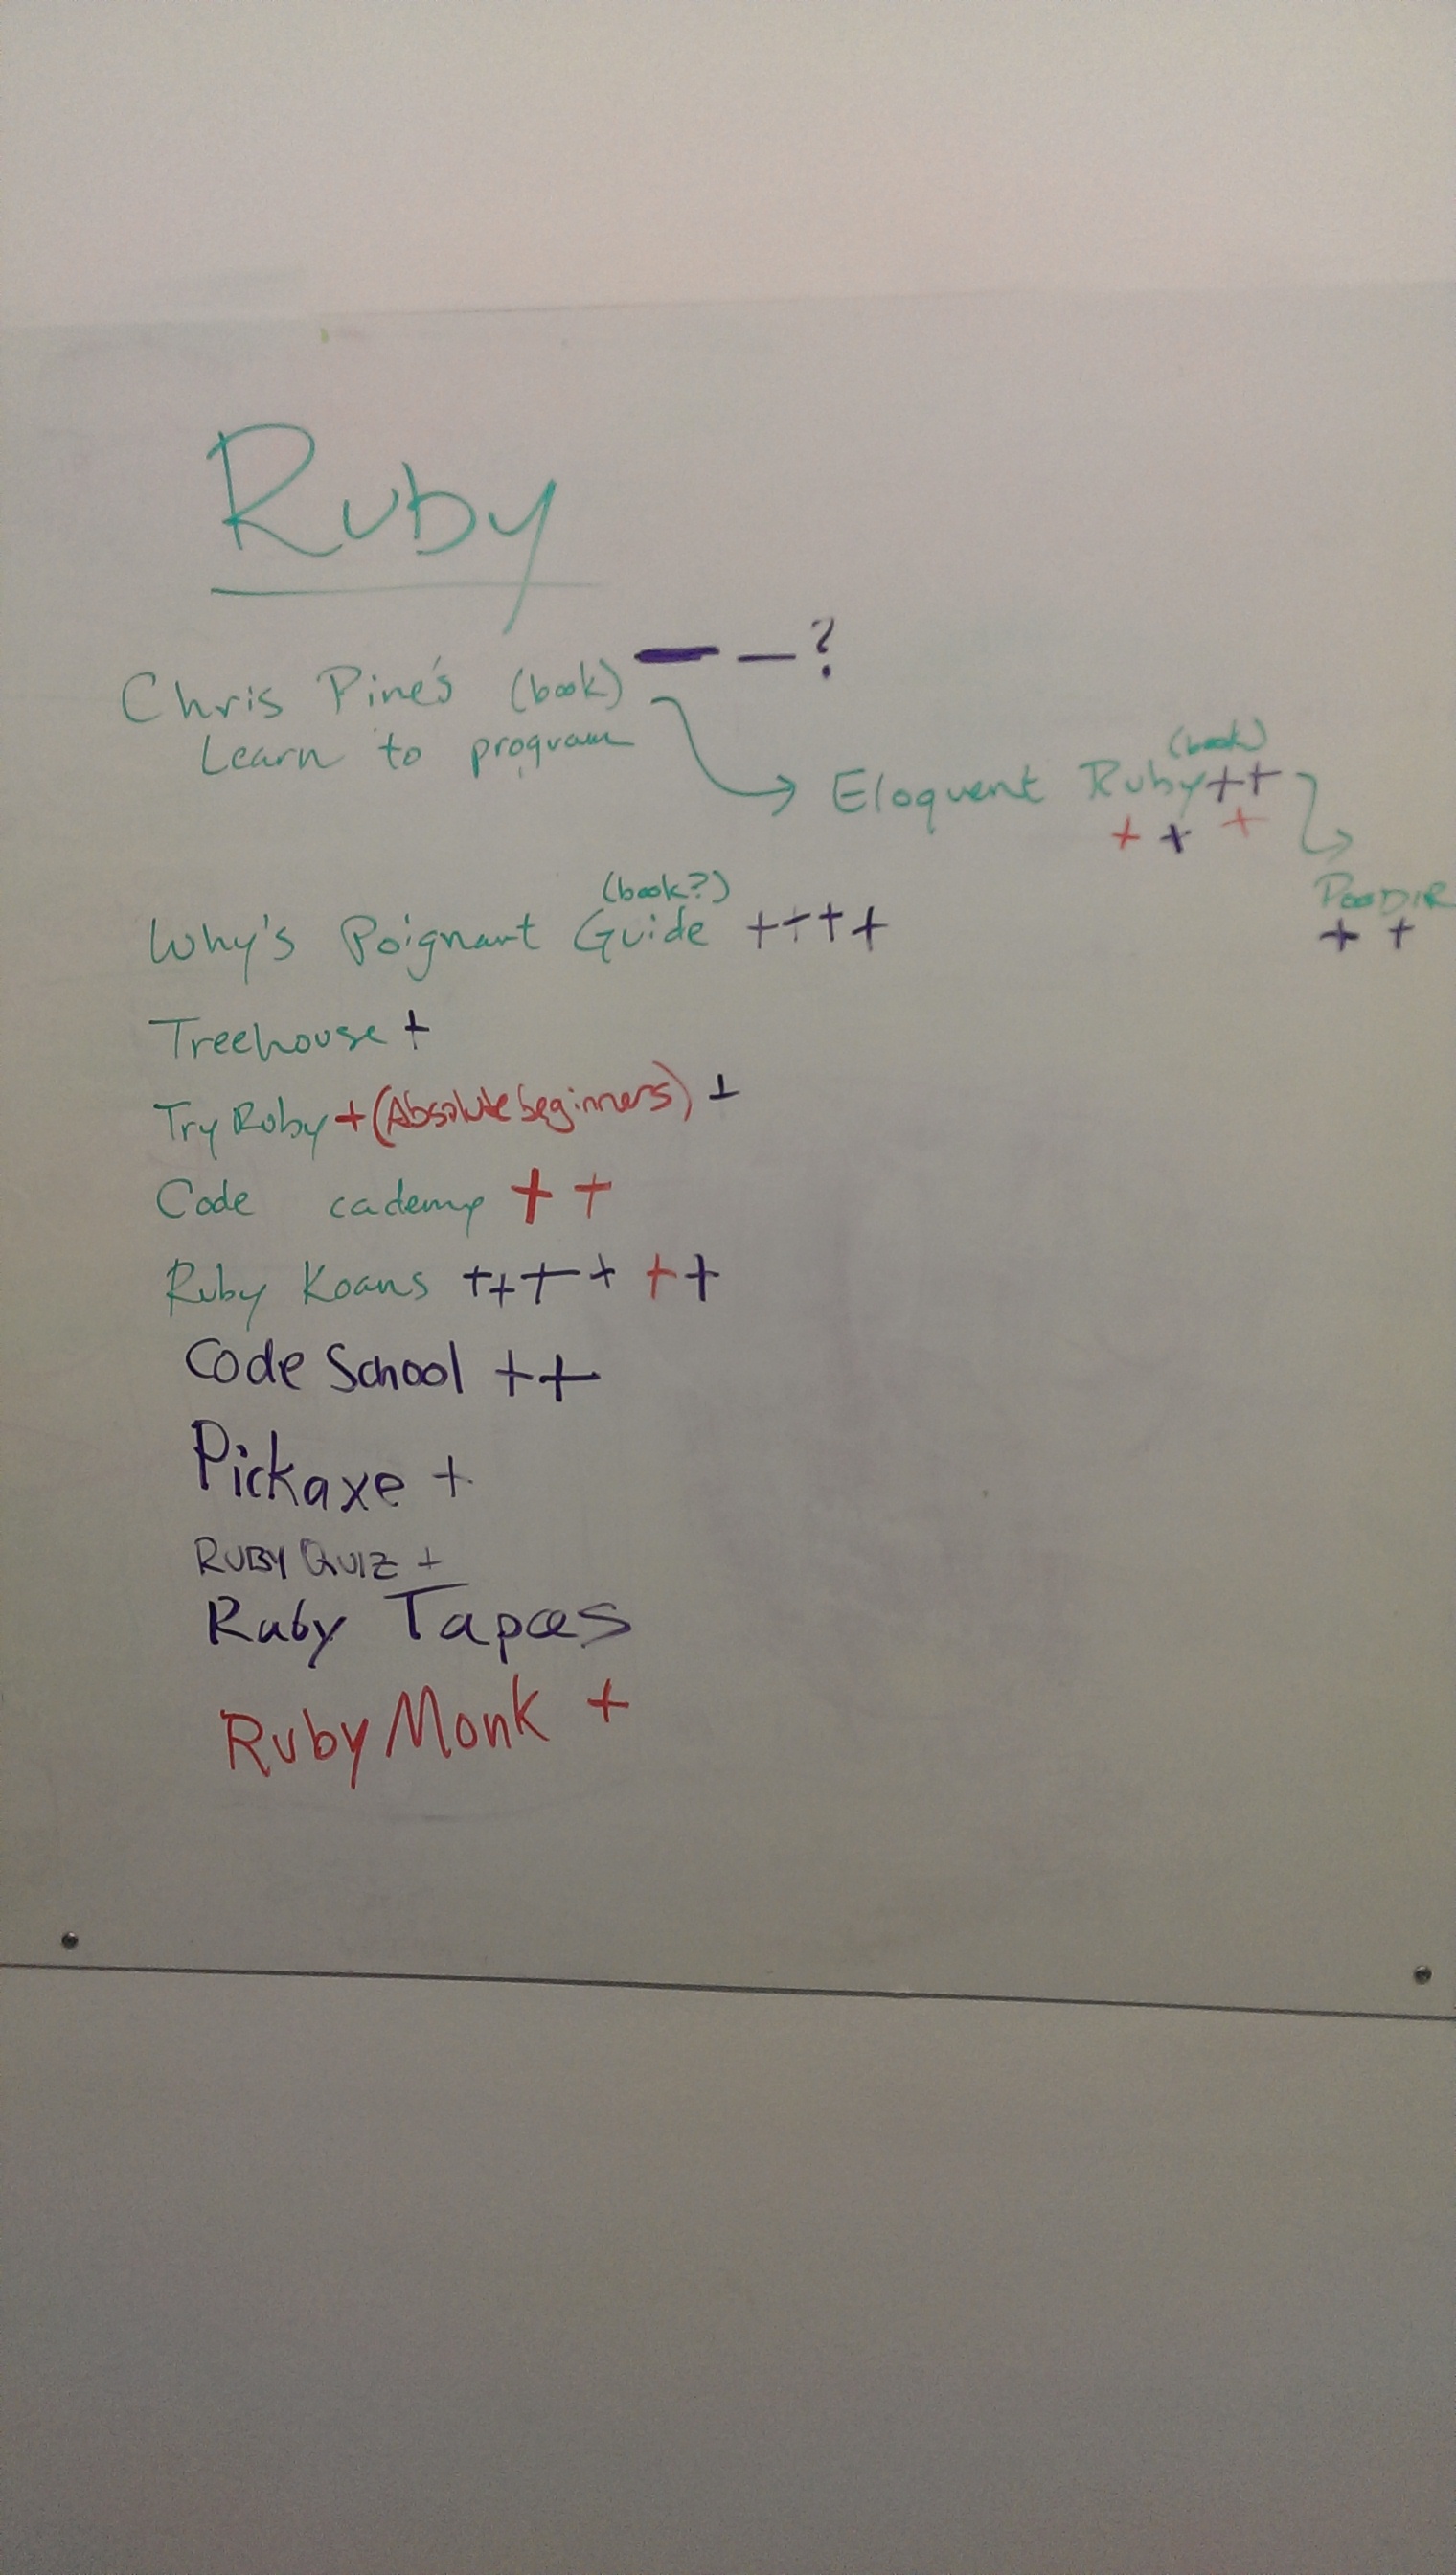 Ruby
Chris Pine's (book) — — ?
Learn to program
(book)
→ Eloquent Ruby ++
+ + +
PooDIR
+ +
(book?)
Why's Poignant Guide ++++
Treehouse +
Try Ruby + (Absolute beginners) +
Code cademy + +
Ruby Koans ++++ ++
Code School ++
Pickaxe +
RUBY QUIZ +
Ruby Tapas
Ruby Monk +